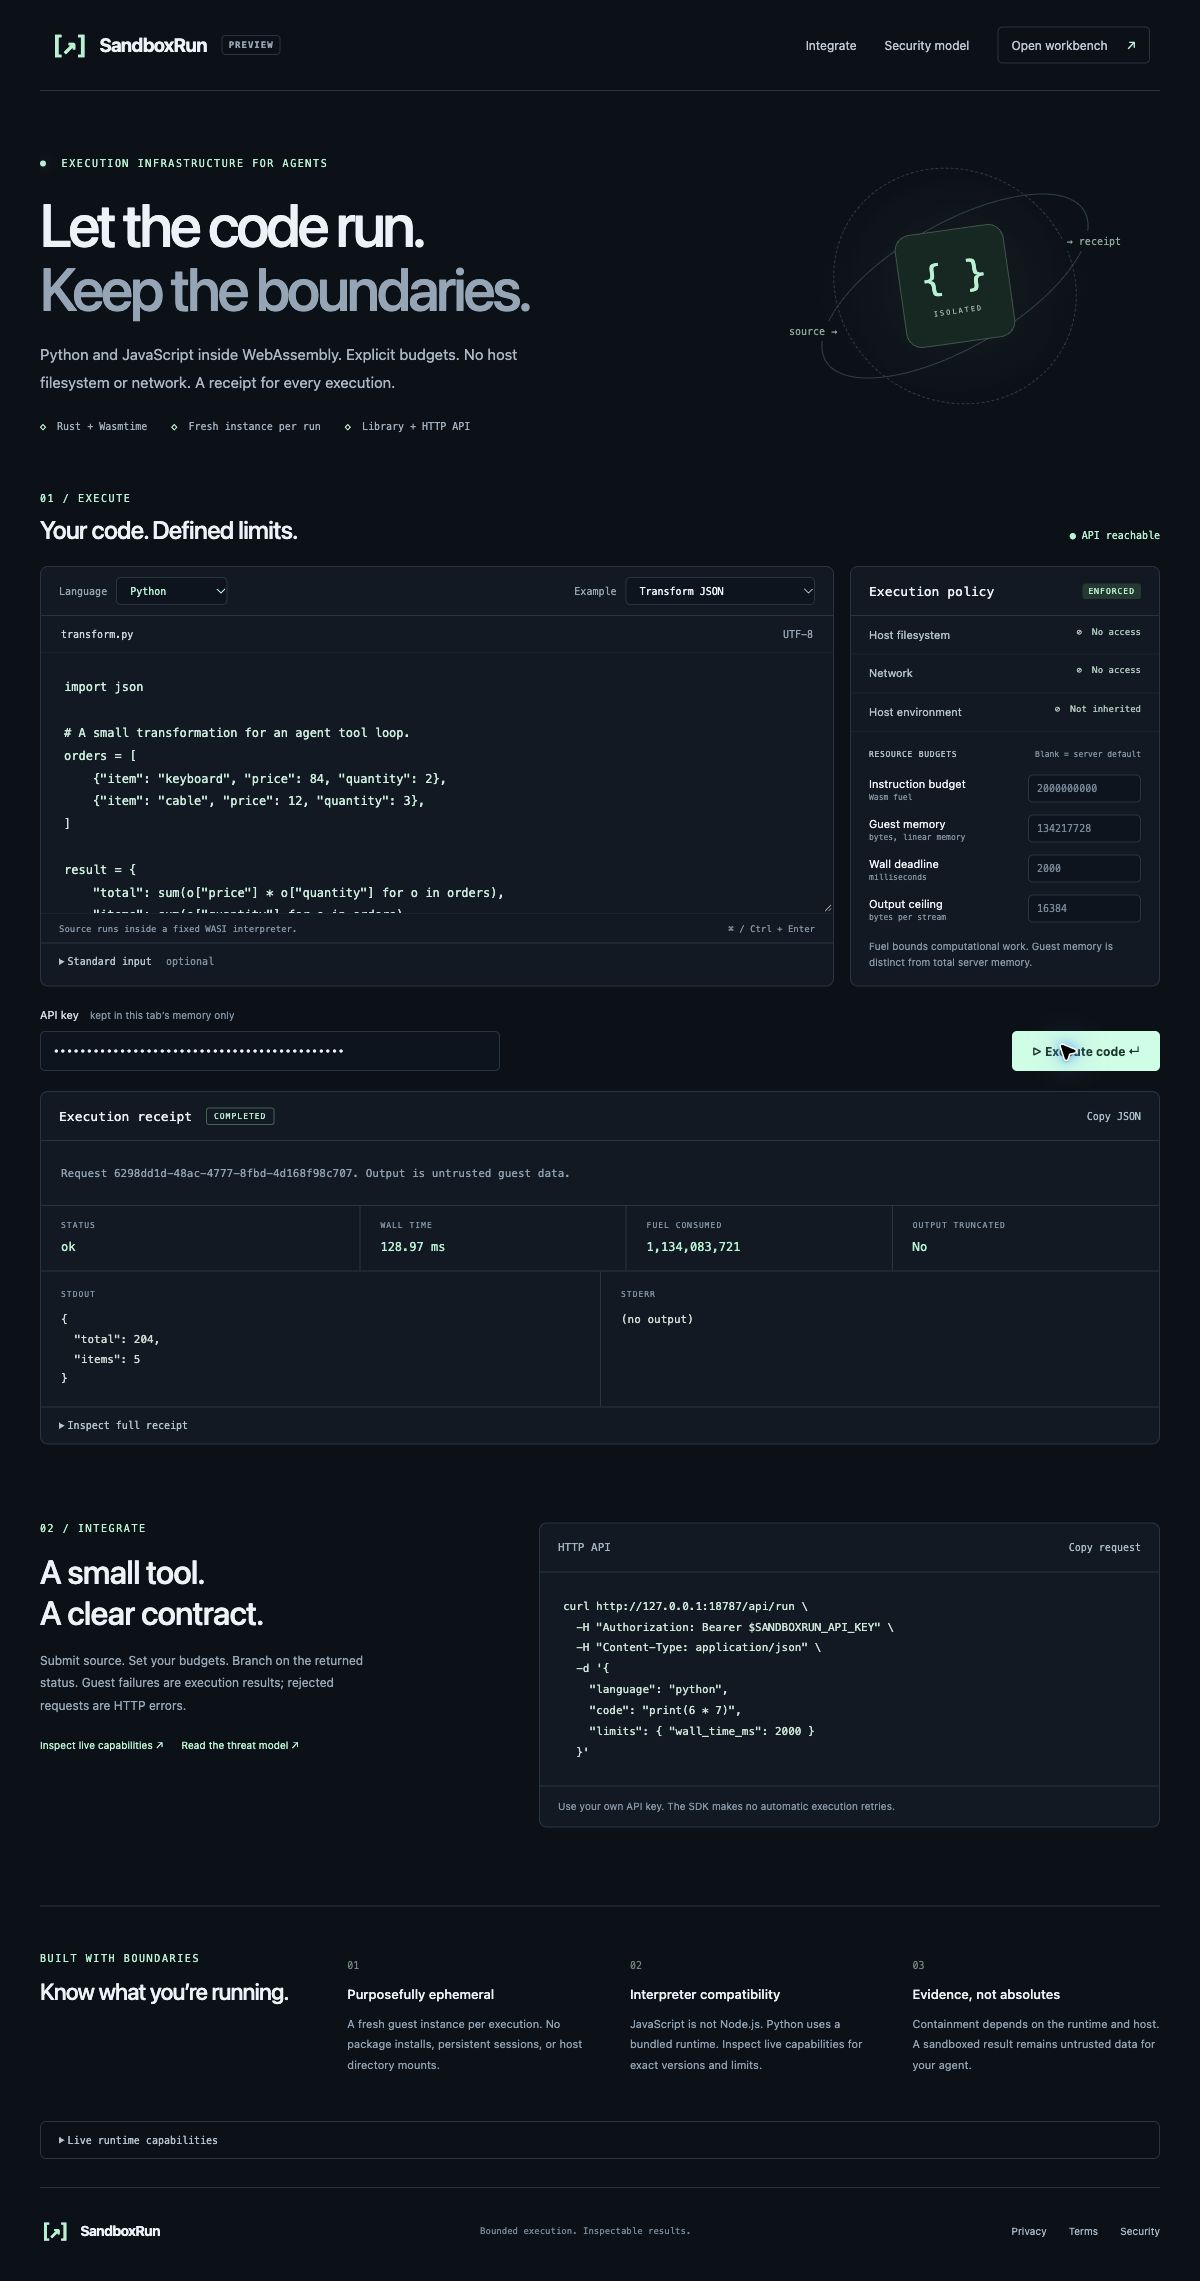 SandboxRun PREVIEW Integrate Security model Open workbench ↗
EXECUTION INFRASTRUCTURE FOR AGENTS
Let the code run.
Keep the boundaries.
Python and JavaScript inside WebAssembly. Explicit budgets. No host
filesystem or network. A receipt for every execution.
◇ Rust + Wasmtime ◇ Fresh instance per run ◇ Library + HTTP API
→ receipt
{ }
ISOLATED
source →
01 / EXECUTE
Your code. Defined limits.
● API reachable
Language Python Example Transform JSON
transform.py UTF-8
import json
# A small transformation for an agent tool loop.
orders = [
{"item": "keyboard", "price": 84, "quantity": 2},
{"item": "cable", "price": 12, "quantity": 3},
]
result = {
"total": sum(o["price"] * o["quantity"] for o in orders),
"items": sum(o["quantity"] for o in orders)
Source runs inside a fixed WASI interpreter. ⌘ / Ctrl + Enter
▶ Standard input optional
Execution policy ENFORCED
Host filesystem ⊘ No access
Network ⊘ No access
Host environment ⊘ Not inherited
RESOURCE BUDGETS Blank = server default
Instruction budget 2000000000
Wasm fuel
Guest memory 134217728
bytes, linear memory
Wall deadline 2000
milliseconds
Output ceiling 16384
bytes per stream
Fuel bounds computational work. Guest memory is
distinct from total server memory.
API key kept in this tab's memory only
▷ Execute code ↵
Execution receipt COMPLETED Copy JSON
Request 6298dd1d-48ac-4777-8fbd-4d168f98c707. Output is untrusted guest data.
STATUS WALL TIME FUEL CONSUMED OUTPUT TRUNCATED
ok 128.97 ms 1,134,083,721 No
STDOUT STDERR
{ (no output)
"total": 204,
"items": 5
}
▶ Inspect full receipt
02 / INTEGRATE
A small tool.
A clear contract.
Submit source. Set your budgets. Branch on the returned
status. Guest failures are execution results; rejected
requests are HTTP errors.
Inspect live capabilities ↗ Read the threat model ↗
HTTP API Copy request
curl http://127.0.0.1:18787/api/run \
-H "Authorization: Bearer $SANDBOXRUN_API_KEY" \
-H "Content-Type: application/json" \
-d '{
"language": "python",
"code": "print(6 * 7)",
"limits": { "wall_time_ms": 2000 }
}'
Use your own API key. The SDK makes no automatic execution retries.
BUILT WITH BOUNDARIES
Know what you're running.
01
Purposefully ephemeral
A fresh guest instance per execution. No
package installs, persistent sessions, or host
directory mounts.
02
Interpreter compatibility
JavaScript is not Node.js. Python uses a
bundled runtime. Inspect live capabilities for
exact versions and limits.
03
Evidence, not absolutes
Containment depends on the runtime and host.
A sandboxed result remains untrusted data for
your agent.
▶ Live runtime capabilities
SandboxRun Bounded execution. Inspectable results. Privacy Terms Security